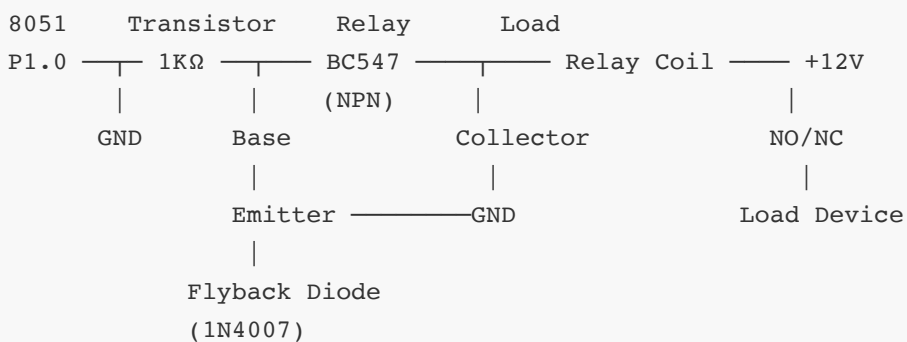 8051 Transistor Relay Load
P1.0 ──┬─ 1KΩ ──┬── BC547 ────┬──── Relay Coil ─── +12V
│ │ (NPN) │ │
GND Base Collector NO/NC
│ │ │
Emitter ────────GND Load Device
│
Flyback Diode
(1N4007)